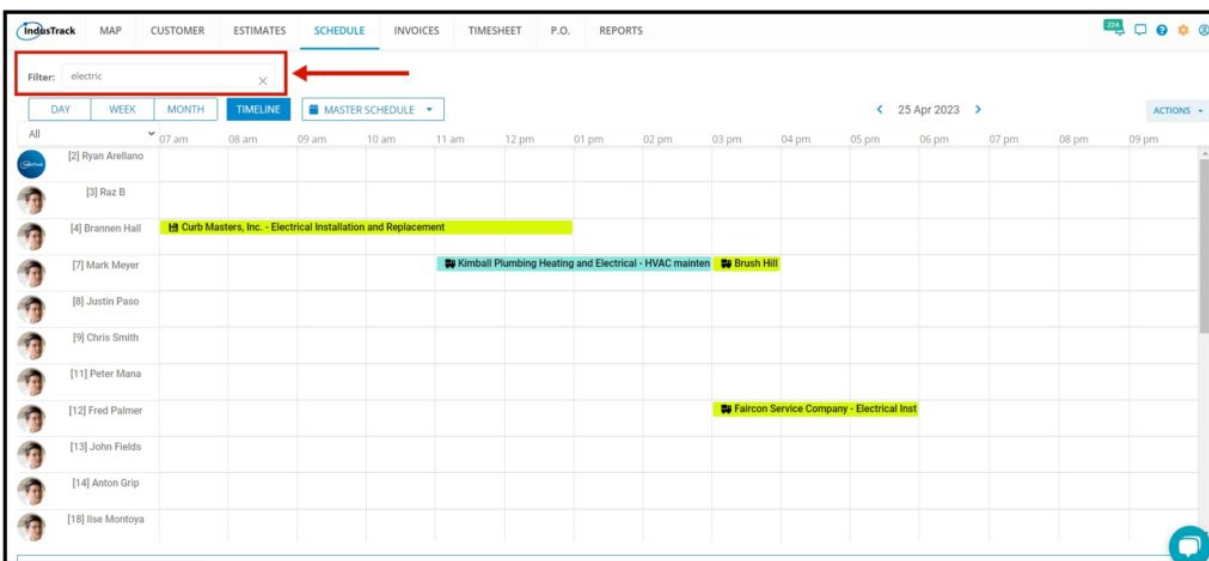 IndusTrack MAP CUSTOMER ESTIMATES SCHEDULE INVOICES TIMESHEET P.O. REPORTS 224
Filter: electric
DAY WEEK MONTH TIMELINE MASTER SCHEDULE 25 Apr 2023 ACTIONS
All 07 am 08 am 09 am 10 am 11 am 12 pm 01 pm 02 pm 03 pm 04 pm 05 pm 06 pm 07 pm 08 pm 09 pm
[2] Ryan Arellano
[3] Raz B
[4] Brannen Hall Curb Masters, Inc. - Electrical Installation and Replacement
[7] Mark Meyer Kimball Plumbing Heating and Electrical - HVAC mainten Brush Hill
[8] Justin Paso
[9] Chris Smith
[11] Peter Mana
[12] Fred Palmer Faircon Service Company - Electrical Inst
[13] John Fields
[14] Anton Grip
[18] Ilse Montoya